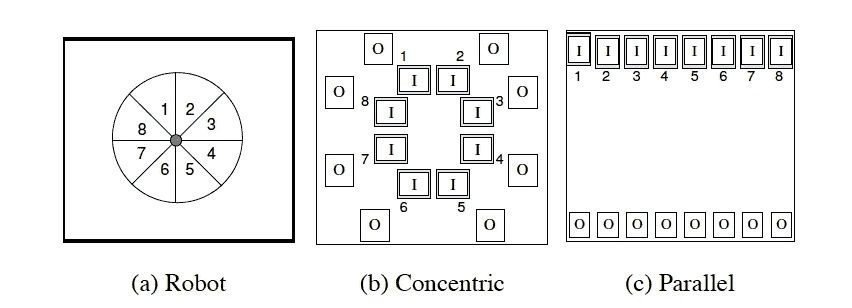 1 2
8 3
7 4
6 5
(a) Robot
O O
1 2
I I
O O
8 I I 3
7 I I 4
O O
I I
6 5
O O
(b) Concentric
I I I I I I I I
1 2 3 4 5 6 7 8
O O O O O O O O
(c) Parallel